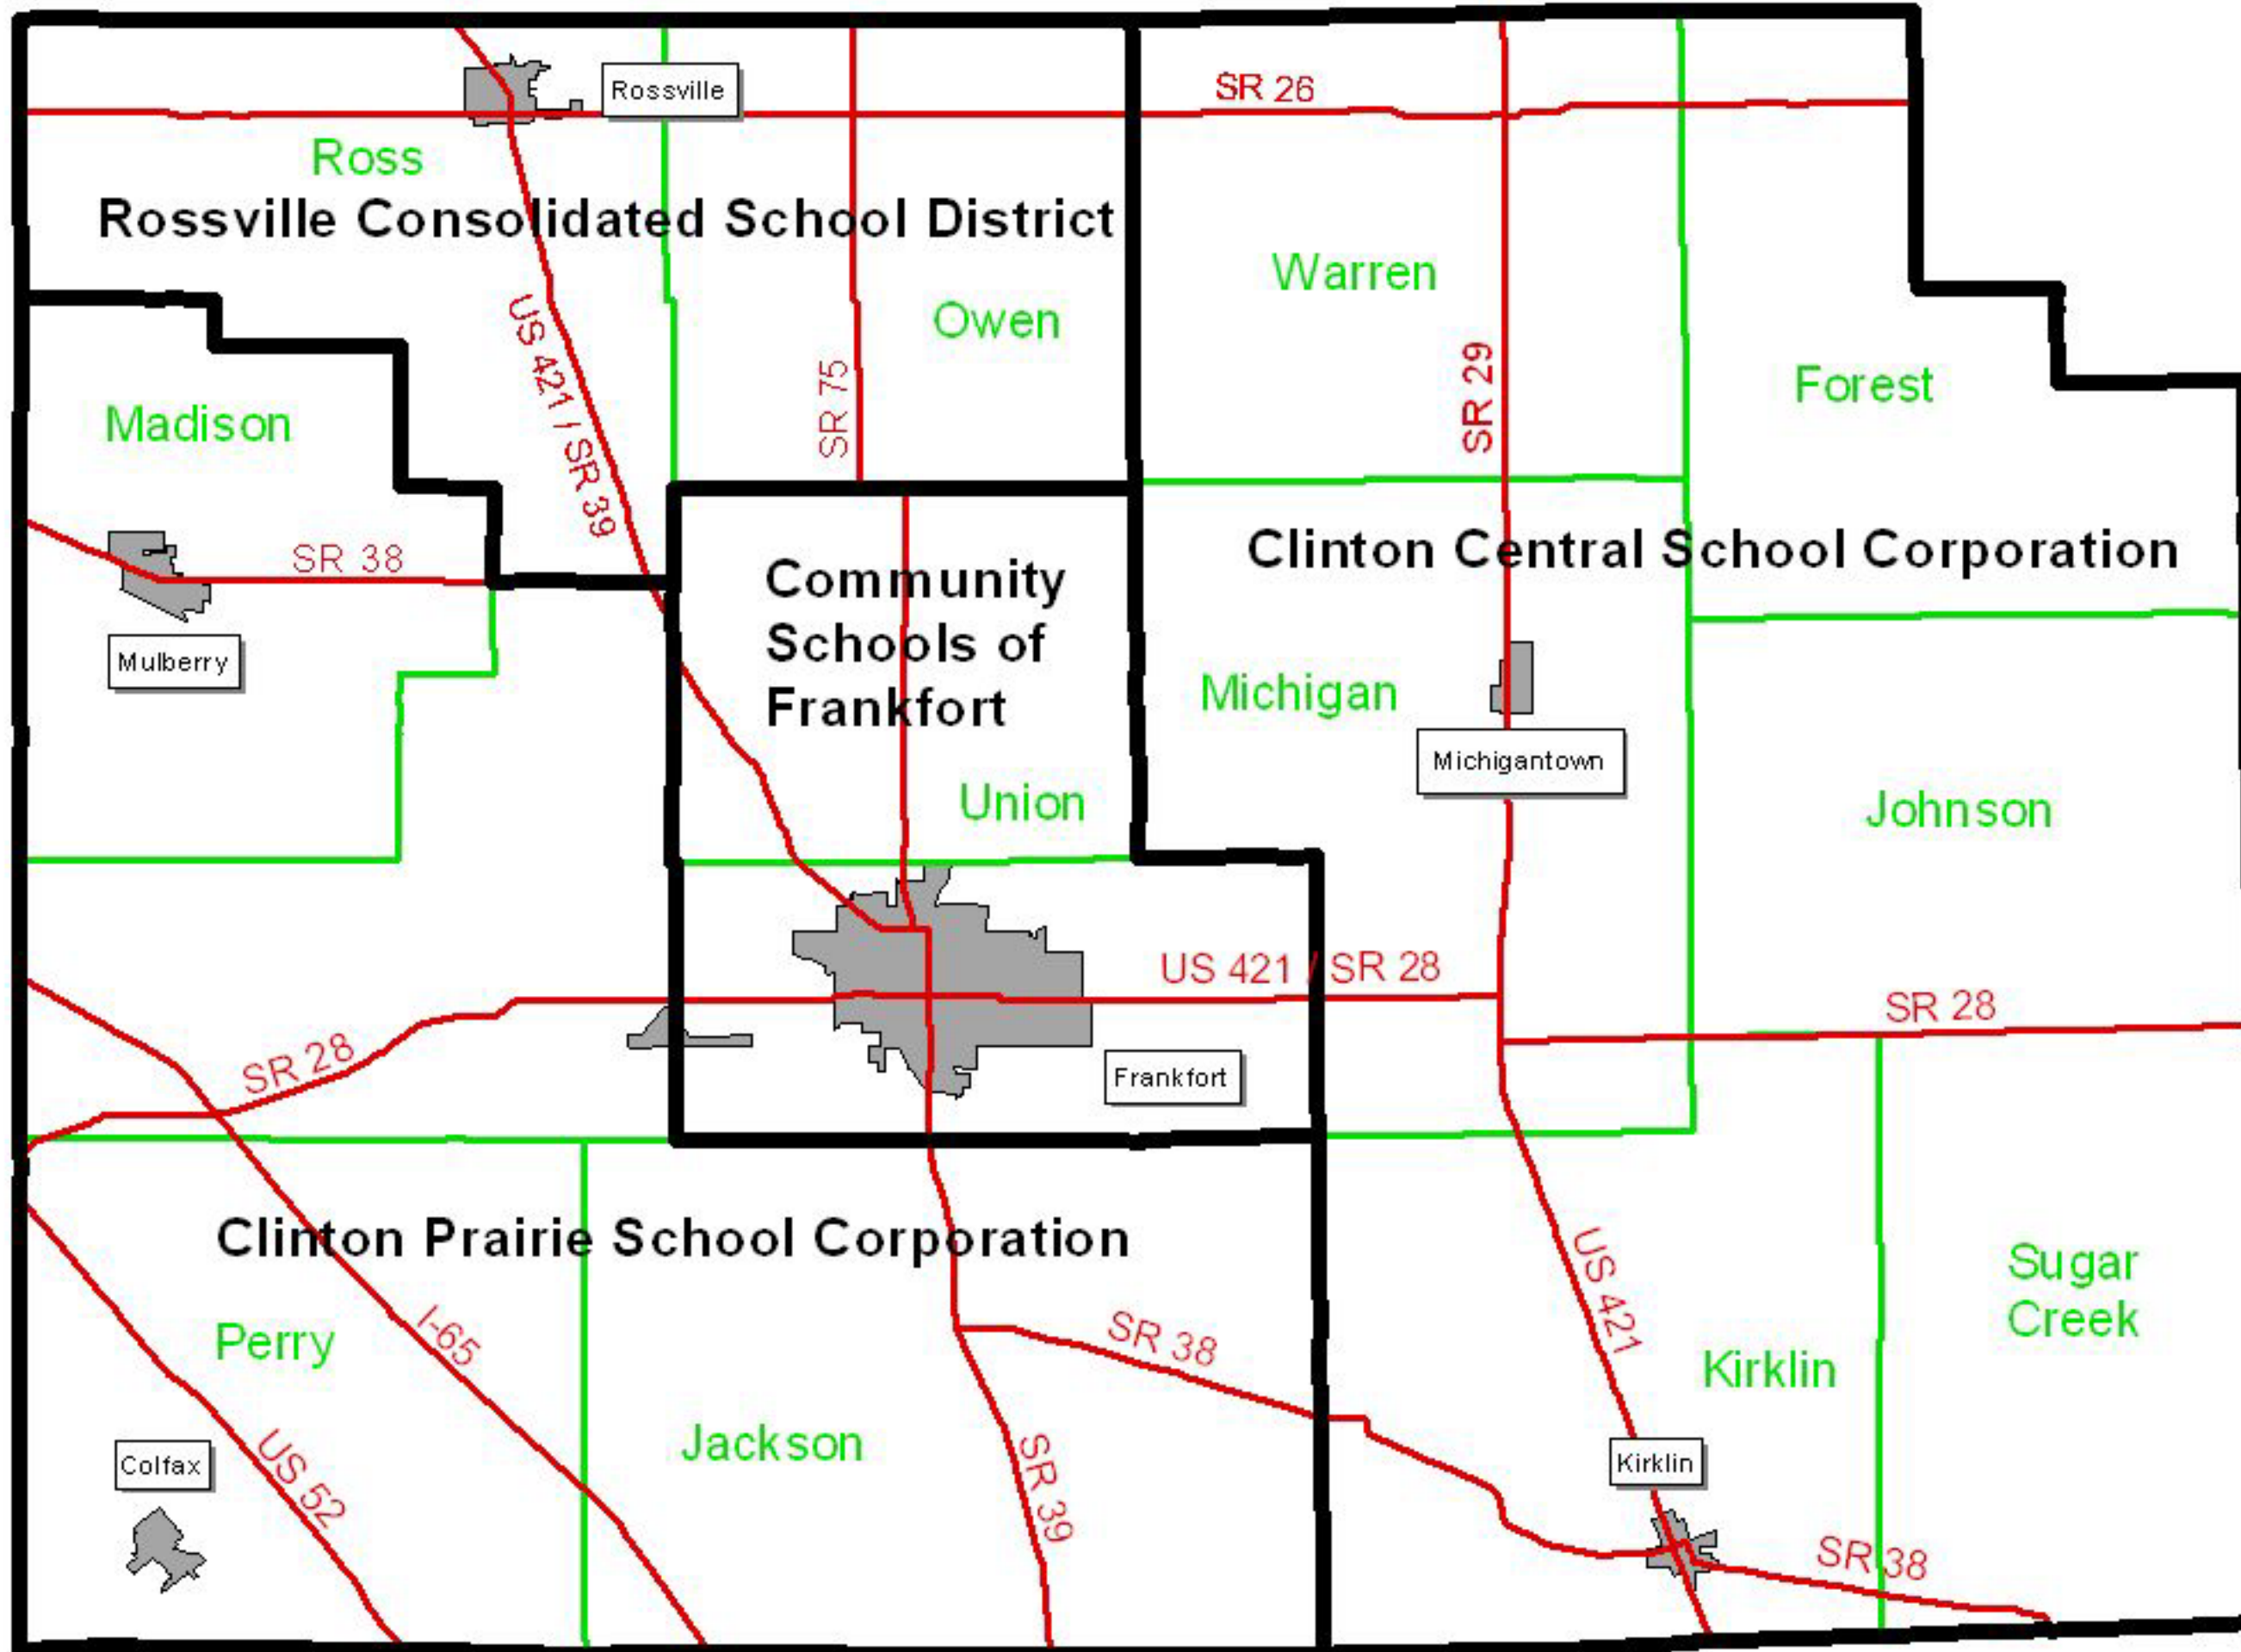 Rossville
SR 26
Ross
Rossville Consolidated School District
Warren
Owen
US 421 / SR 39
SR 75
SR 29
Forest
Madison
SR 38
Community
Schools of
Frankfort
Clinton Central School Corporation
Mulberry
Michigan
Michigantown
Union
Johnson
US 421 / SR 28
SR 28
SR 28
Frankfort
Clinton Prairie School Corporation
Perry
I-65
SR 38
US 421
Sugar
Creek
Kirklin
Jackson
Colfax
US 52
SR 39
Kirklin
SR 38